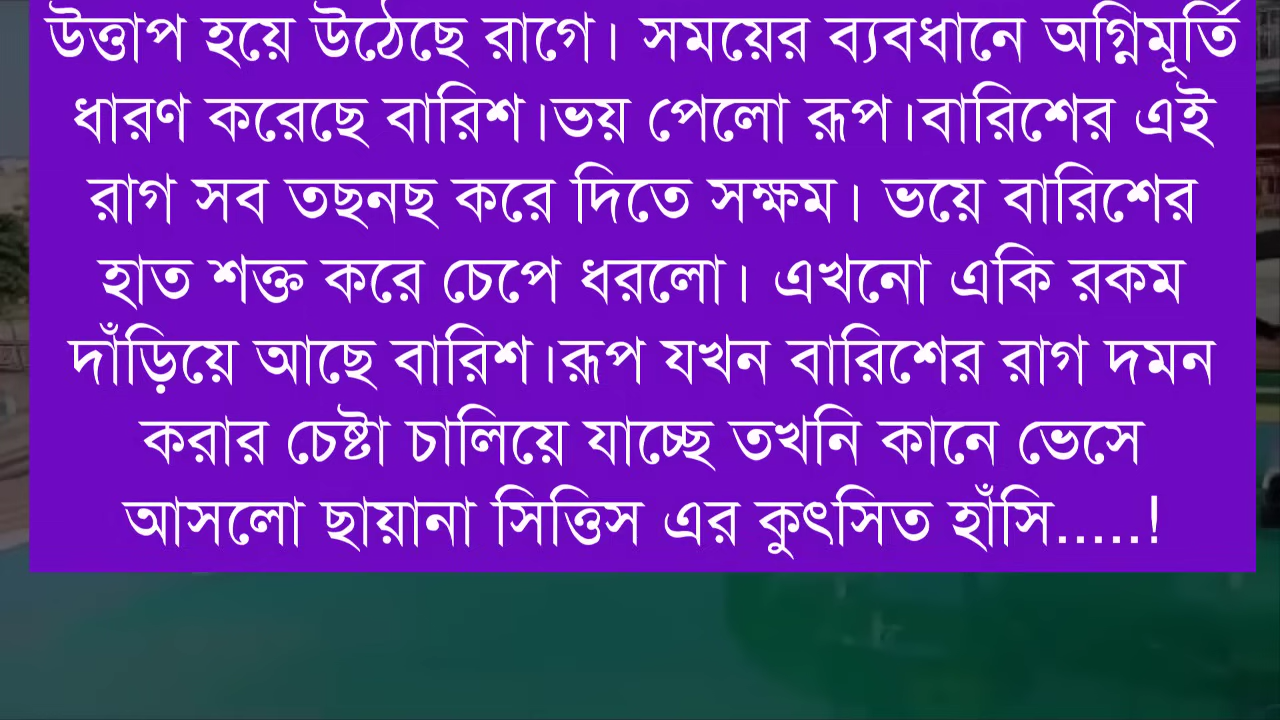 উত্তাপ হয়ে উঠেছে রাগে। সময়ের ব্যবধানে অগ্নিমূর্তি
ধারণ করেছে বারিশ।ভয় পেলো রূপ।বারিশের এই
রাগ সব তছনছ করে দিতে সক্ষম। ভয়ে বারিশের
হাত শক্ত করে চেপে ধরলো। এখনো একি রকম
দাঁড়িয়ে আছে বারিশ।রূপ যখন বারিশের রাগ দমন
করার চেষ্টা চালিয়ে যাচ্ছে তখনি কানে ভেসে
আসলো ছায়ানা সিত্তিস এর কুৎসিত হাঁসি.....!